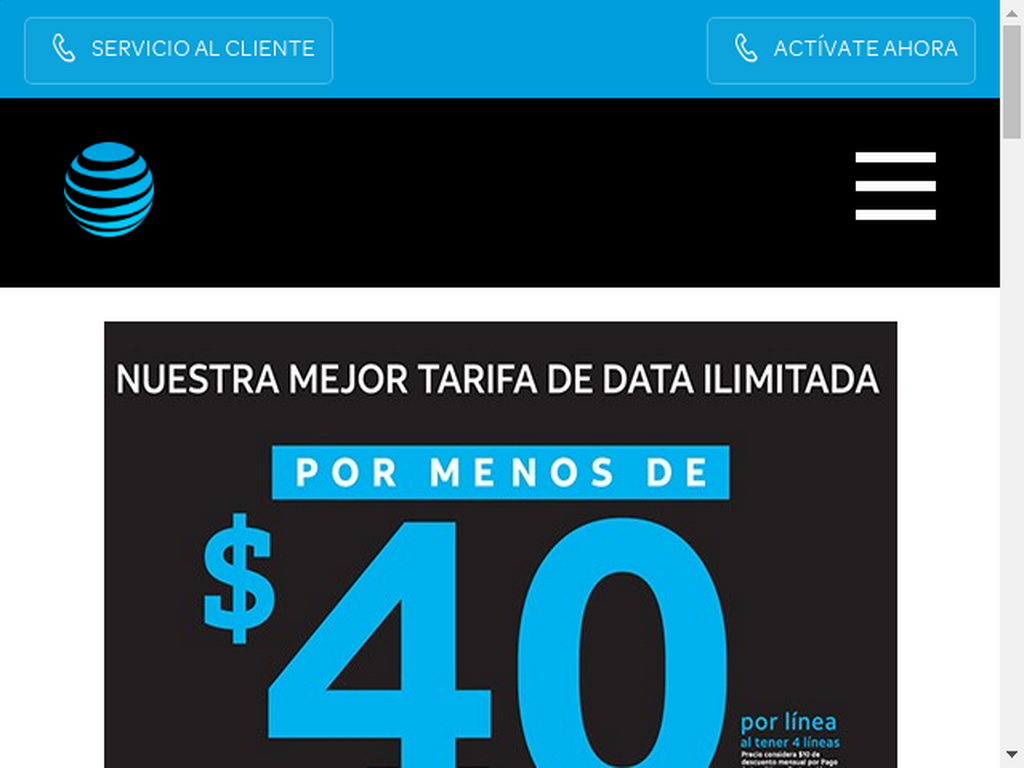 SERVICIO AL CLIENTE
ACTÍVATE AHORA
NUESTRA MEJOR TARIFA DE DATA ILIMITADA
POR MENOS DE
$40
por línea
al tener 4 líneas
Precio considera $10 de
descuento mensual por Pago